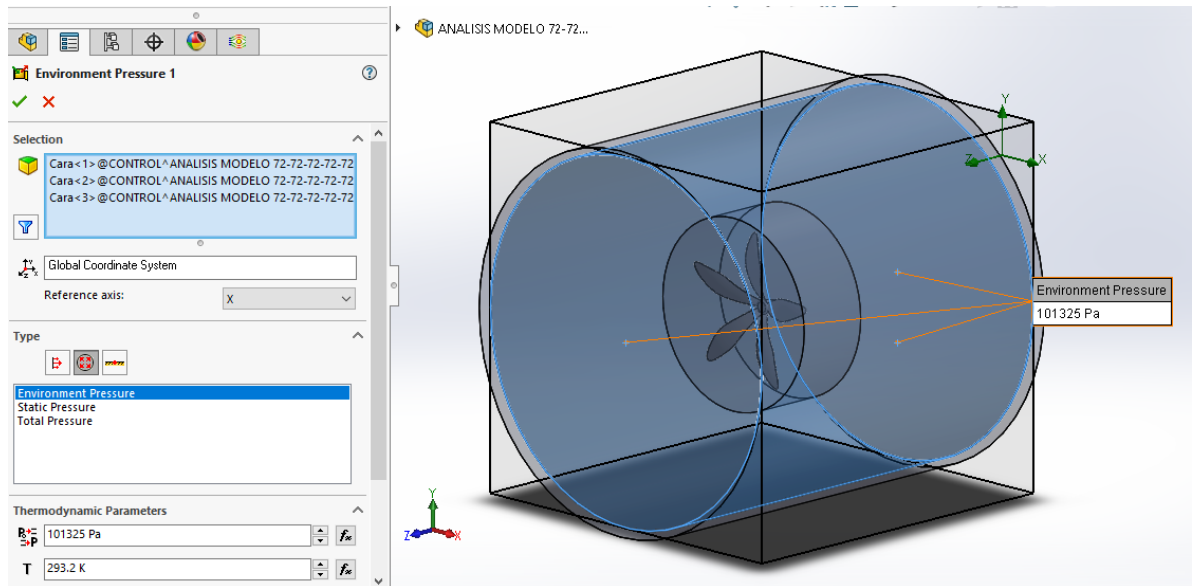 ANALISIS MODELO 72-72...
Environment Pressure 1
Selection
Cara<1>@CONTROL^ANALISIS MODELO 72-72-72-72-72
Cara<2>@CONTROL^ANALISIS MODELO 72-72-72-72-72
Cara<3>@CONTROL^ANALISIS MODELO 72-72-72-72-72
Global Coordinate System
Reference axis:
X
Type
Environment Pressure
Static Pressure
Total Pressure
Thermodynamic Parameters
101325 Pa
T
293.2 K
Environment Pressure
101325 Pa
Y
Z
X
Y
Z
X